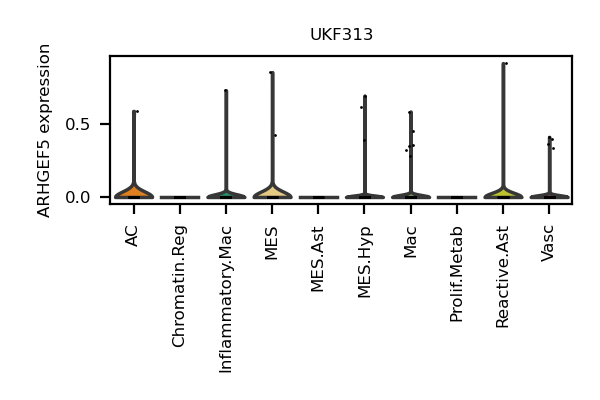 UKF313
ARHGEF5 expression
0.5
0.0
AC
Chromatin.Reg
Inflammatory.Mac
MES
MES.Ast
MES.Hyp
Mac
Prolif.Metab
Reactive.Ast
Vasc